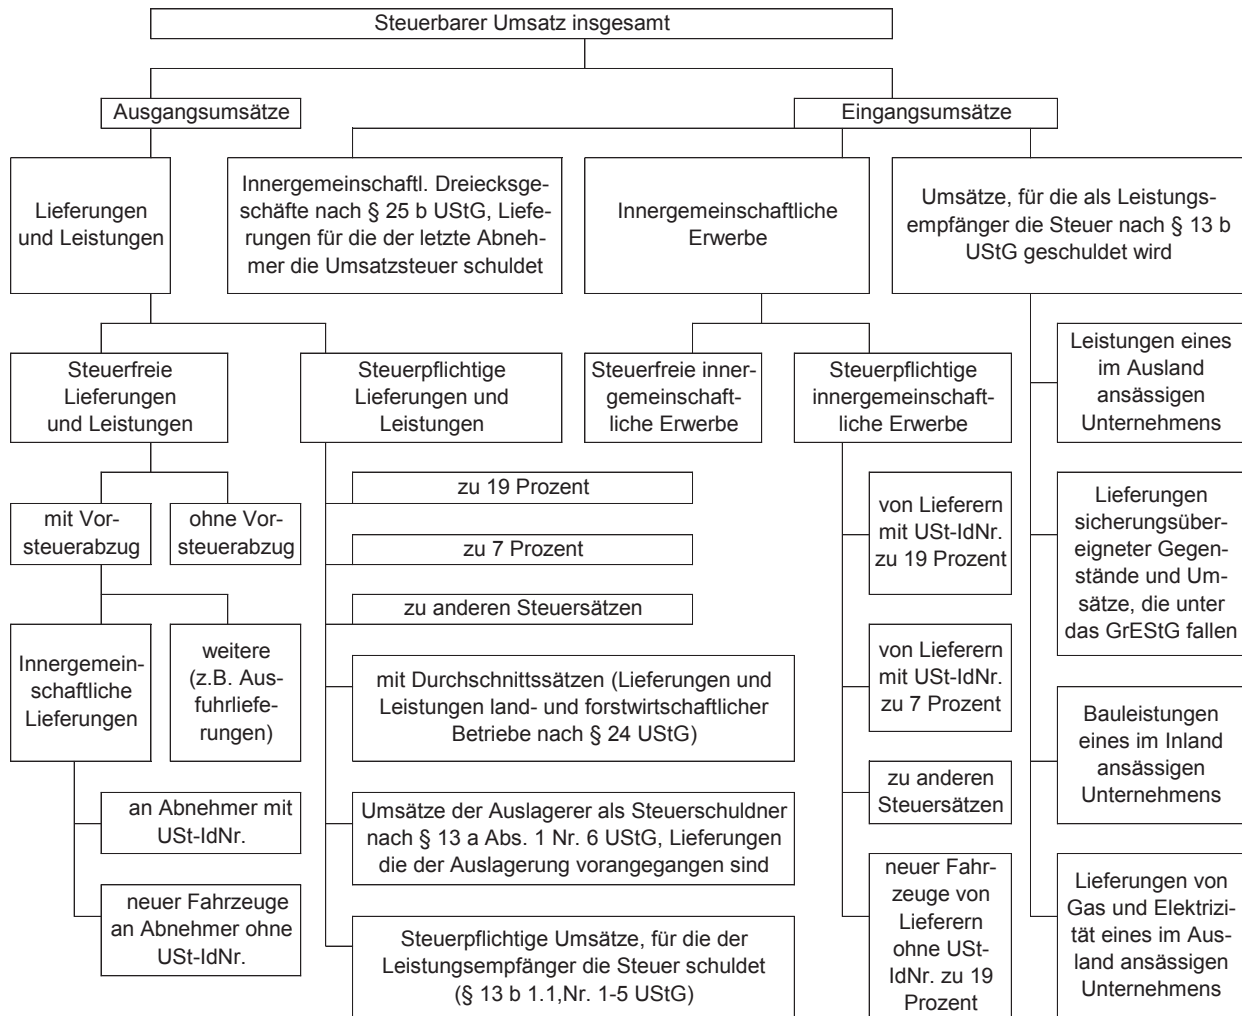 Steuerbarer Umsatz insgesamt
Ausgangsumsätze
Eingangsumsätze
Lieferungen
und Leistungen
Innergemeinschaftl. Dreiecksge-
schäfte nach § 25 b UStG, Liefe-
rungen für die der letzte Abneh-
mer die Umsatzsteuer schuldet
Innergemeinschaftliche
Erwerbe
Umsätze, für die als Leistungs-
empfänger die Steuer nach § 13 b
UStG geschuldet wird
Steuerfreie
Lieferungen
und Leistungen
Steuerpflichtige
Lieferungen und
Leistungen
Steuerfreie inner-
gemeinschaft-
liche Erwerbe
Steuerpflichtige
innergemeinschaft-
liche Erwerbe
Leistungen eines
im Ausland
ansässigen
Unternehmens
mit Vor-
steuerabzug
ohne Vor-
steuerabzug
zu 19 Prozent
zu 7 Prozent
zu anderen Steuersätzen
von Lieferern
mit USt-IdNr.
zu 19 Prozent
Lieferungen
sicherungsüber-
eigneter Gegen-
stände und Um-
sätze, die unter
das GrEStG fallen
Innergemein-
schaftliche
Lieferungen
weitere
(z.B. Aus-
fuhrliefe-
rungen)
mit Durchschnittssätzen (Lieferungen und
Leistungen land- und forstwirtschaftlicher
Betriebe nach § 24 UStG)
von Lieferern
mit USt-IdNr.
zu 7 Prozent
Bauleistungen
eines im Inland
ansässigen
Unternehmens
an Abnehmer mit
USt-IdNr.
Umsätze der Auslagerer als Steuerschuldner
nach § 13 a Abs. 1 Nr. 6 UStG, Lieferungen
die der Auslagerung vorangegangen sind
zu anderen
Steuersätzen
neuer Fahrzeuge
an Abnehmer ohne
USt-IdNr.
Steuerpflichtige Umsätze, für die der
Leistungsempfänger die Steuer schuldet
(§ 13 b 1.1,Nr. 1-5 UStG)
neuer Fahr-
zeuge von
Lieferern
ohne USt-
IdNr. zu 19
Prozent
Lieferungen von
Gas und Elektrizi-
tät eines im Aus-
land ansässigen
Unternehmens